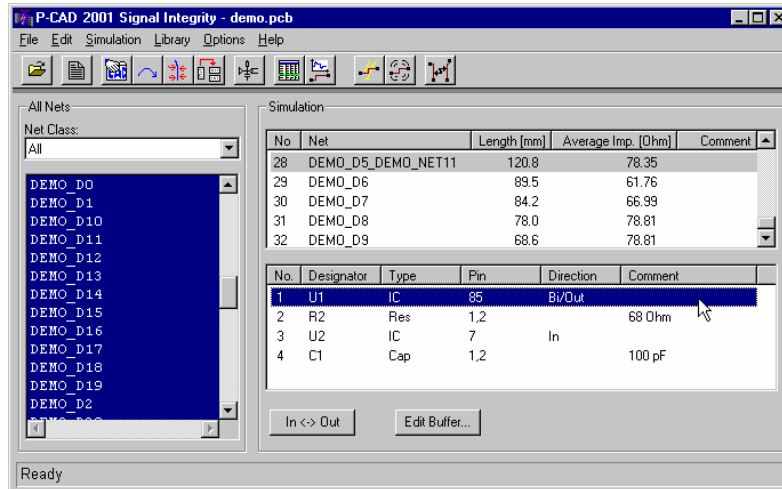 P-CAD 2001 Signal Integrity - demo.pcb
File Edit Simulation Library Options Help
All Nets
Net Class:
All
DEMO_D0
DEMO_D1
DEMO_D10
DEMO_D11
DEMO_D12
DEMO_D13
DEMO_D14
DEMO_D15
DEMO_D16
DEMO_D17
DEMO_D18
DEMO_D19
DEMO_D2
Simulation
No Net Length [mm] Average Imp. [Ohm] Comment
28 DEMO_D5_DEMO_NET11 120.8 78.35
29 DEMO_D6 89.5 61.76
30 DEMO_D7 84.2 66.99
31 DEMO_D8 78.0 78.81
32 DEMO_D9 68.6 78.81
No. Designator Type Pin Direction Comment
1 U1 IC 85 Bi/Out
2 R2 Res 1,2 68 Ohm
3 U2 IC 7 In
4 C1 Cap 1,2 100 pF
In <-> Out Edit Buffer...
Ready